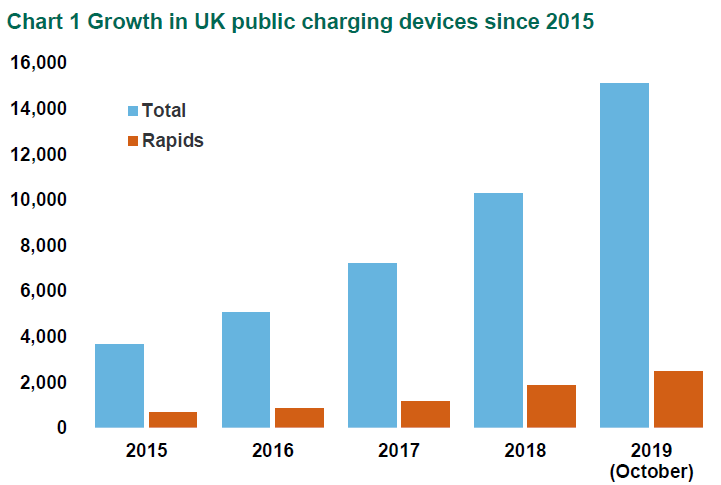 Chart 1 Growth in UK public charging devices since 2015
16,000
14,000
12,000
10,000
8,000
6,000
4,000
2,000
0
Total
Rapids
2015 2016 2017 2018 2019
(October)